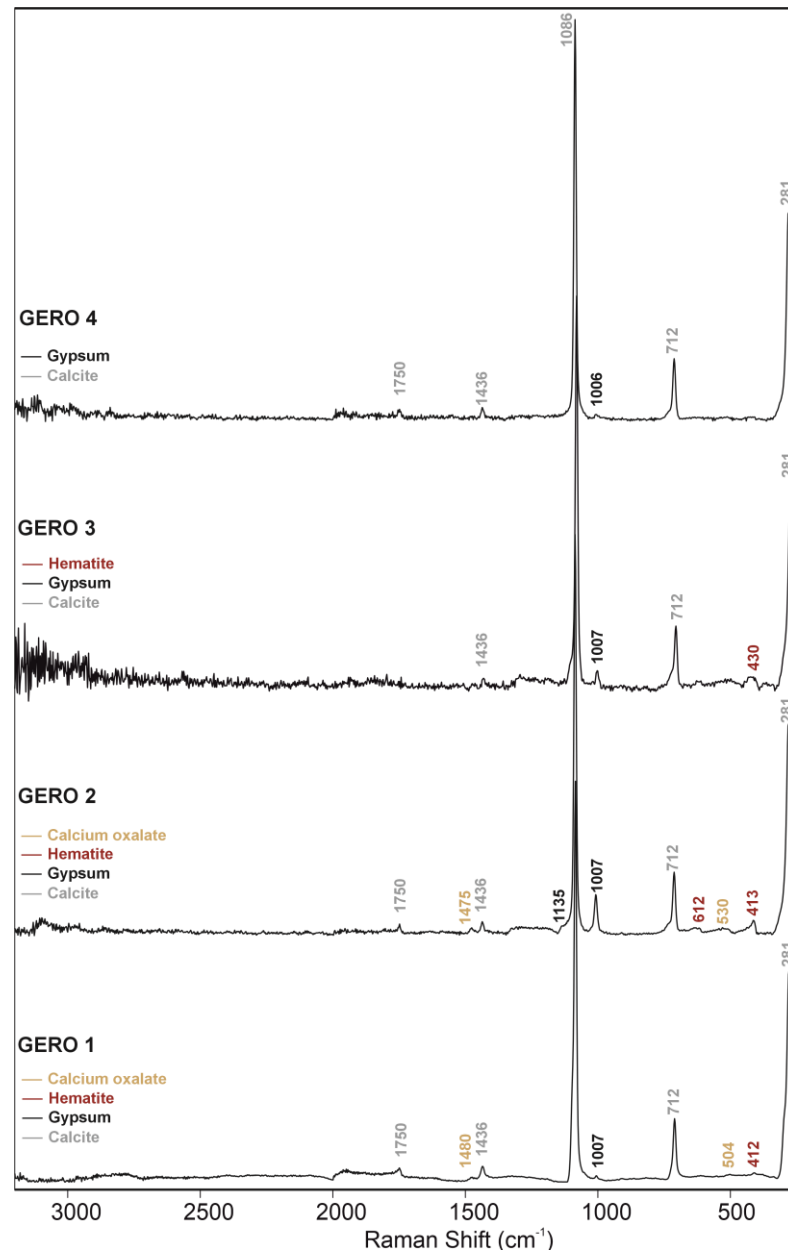 1086
281
GERO 4
Gypsum
Calcite
1750
1436
1006
712
281
GERO 3
Hematite
Gypsum
Calcite
1436
1007
712
430
281
GERO 2
Calcium oxalate
Hematite
Gypsum
Calcite
1750
1475
1436
1135
1007
712
612
530
413
281
GERO 1
Calcium oxalate
Hematite
Gypsum
Calcite
1750
1480
1436
1007
712
504
412
3000 2000 1500 1000 500
Raman Shift (cm⁻¹)